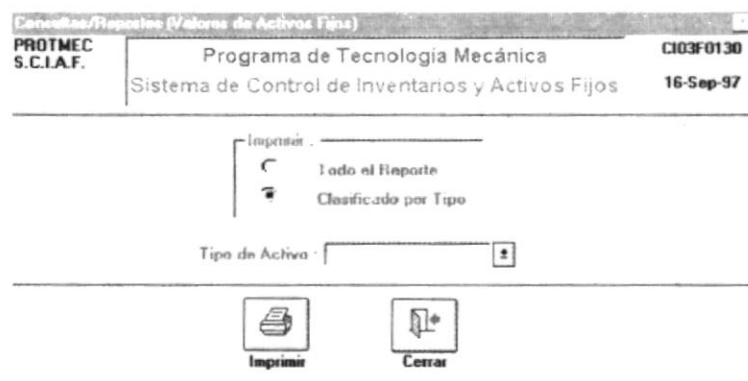 Consultas/Reportes (Valores de Activos Fijos)
PROTMEC
S.C.I.A.F.
Programa de Tecnología Mecánica
Sistema de Control de Inventarios y Activos Fijos
CI03F0130
16-Sep-97
Imprimir :
Todo el Reporte
Clasificado por Tipo
Tipo de Activo :
Imprimir
Cerrar